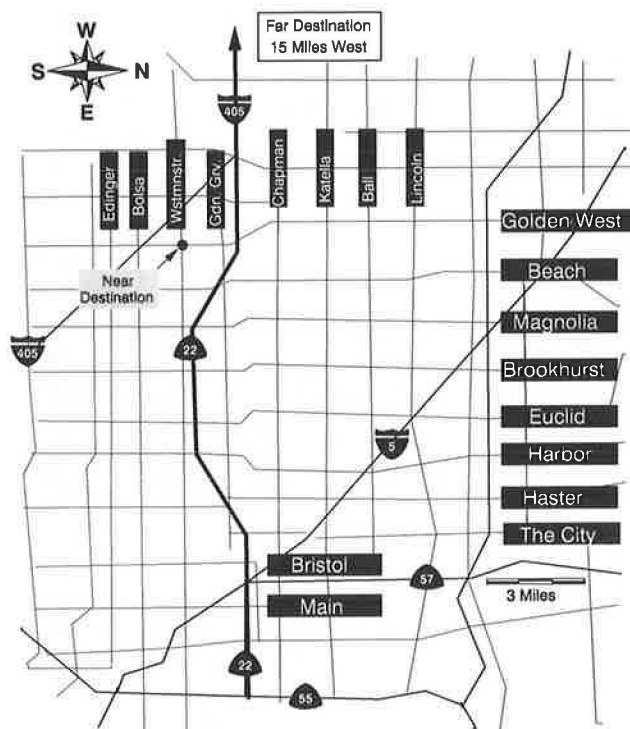 Far Destination
15 Miles West
W
S
N
E
405
Edinger
Bolsa
Wstmnstr.
Gdn. Grv.
Chapman
Katella
Ball
Lincoln
Golden West
Near
Destination
Beach
Magnolia
405
22
Brookhurst
Euclid
5
Harbor
Haster
The City
Bristol
57
3 Miles
Main
22
55